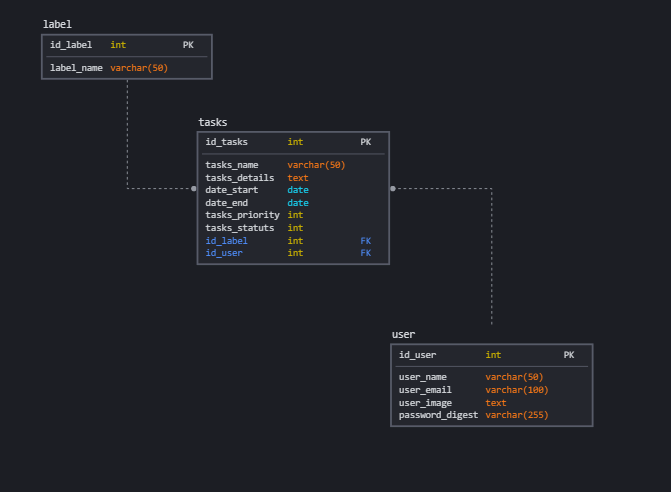 label
id_label int PK
label_name varchar(50)
tasks
id_tasks int PK
tasks_name varchar(50)
tasks_details text
date_start date
date_end date
tasks_priority int
tasks_statuts int
id_label int FK
id_user int FK
user
id_user int PK
user_name varchar(50)
user_email varchar(100)
user_image text
password_digest varchar(255)